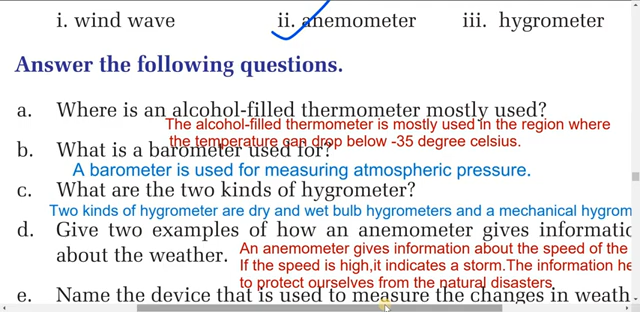 i. wind wave ii. anemometer iii. hygrometer
Answer the following questions.
a. Where is an alcohol-filled thermometer mostly used?
The alcohol-filled thermometer is mostly used in the region where
the temperature can drop below -35 degree celsius.
b. What is a barometer used for?
A barometer is used for measuring atmospheric pressure.
c. What are the two kinds of hygrometer?
Two kinds of hygrometer are dry and wet bulb hygrometers and a mechanical hygrom
d. Give two examples of how an anemometer gives informatic
about the weather.
An anemometer gives information about the speed of the
If the speed is high,it indicates a storm.The information he
to protect ourselves from the natural disasters.
e. Name the device that is used to measure the changes in weath